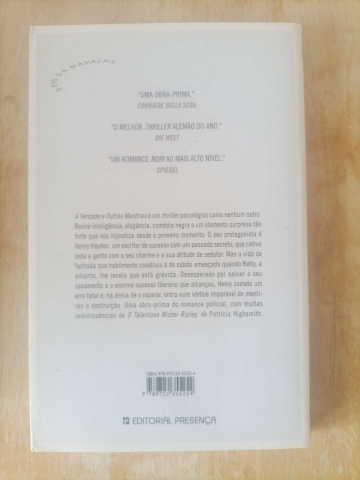 "UMA OBRA-PRIMA."
CORRIERE DELLA SERA
"O MELHOR THRILLER ALEMÃO DO ANO."
DIE WELT
"UM ROMANCE NOIR AO MAIS ALTO NÍVEL."
SPIEGEL
A Verdade e Outras Mentiras é um thriller psicológico como nenhum outro.
Reúne inteligência, elegância, comédia negra e um elemento surpresa tão
forte que nos hipnotiza desde o primeiro momento. O seu protagonista é
Henry Hayden, um escritor de sucesso com um passado secreto, que cativa
toda a gente com o seu charme e a sua atitude de sedutor. Mas a vida de
fachada que habilmente construiu é de súbito ameaçada quando Betty, a
amante, lhe revela que está grávida. Desesperado por salvar o seu
casamento e o enorme sucesso literário que alcançou, Henry comete um
erro fatal e, na ânsia de o reparar, entra num vórtice imparável de menti-
ras e destruição. Uma obra-prima do romance policial, com muitas
reminiscências de O Talentoso Mister Ripley, de Patricia Highsmith.
EDITORIAL PRESENÇA